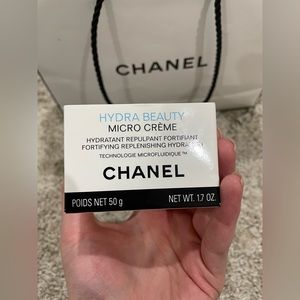 CHANEL
HYDRA BEAUTY
MICRO CRÈME
HYDRATANT REPULPANT FORTIFIANT
FORTIFYING REPLENISHING
TECHNOLOGIE MICROFLUIDIQUE™
CHANEL
POIDS NET 50 g
NET WT. 1.7 OZ.